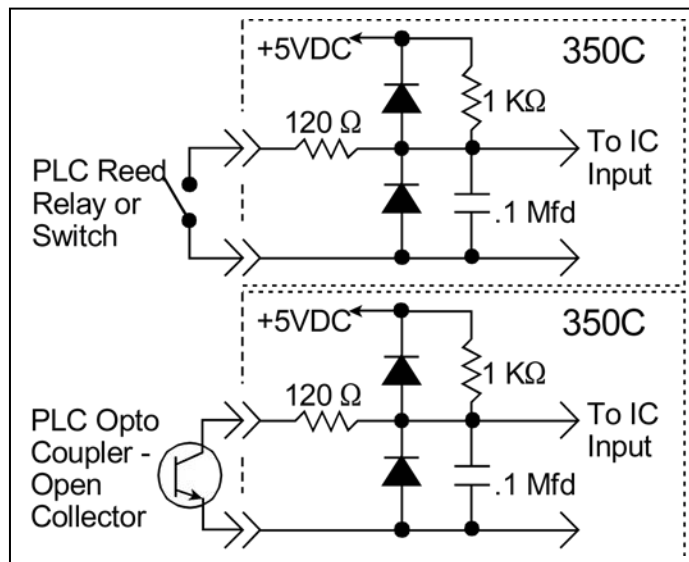 +5VDC
350C
1 KΩ
120 Ω
PLC Reed
Relay or
Switch
To IC
Input
.1 Mfd
+5VDC
350C
1 KΩ
120 Ω
PLC Opto
Coupler -
Open
Collector
To IC
Input
.1 Mfd